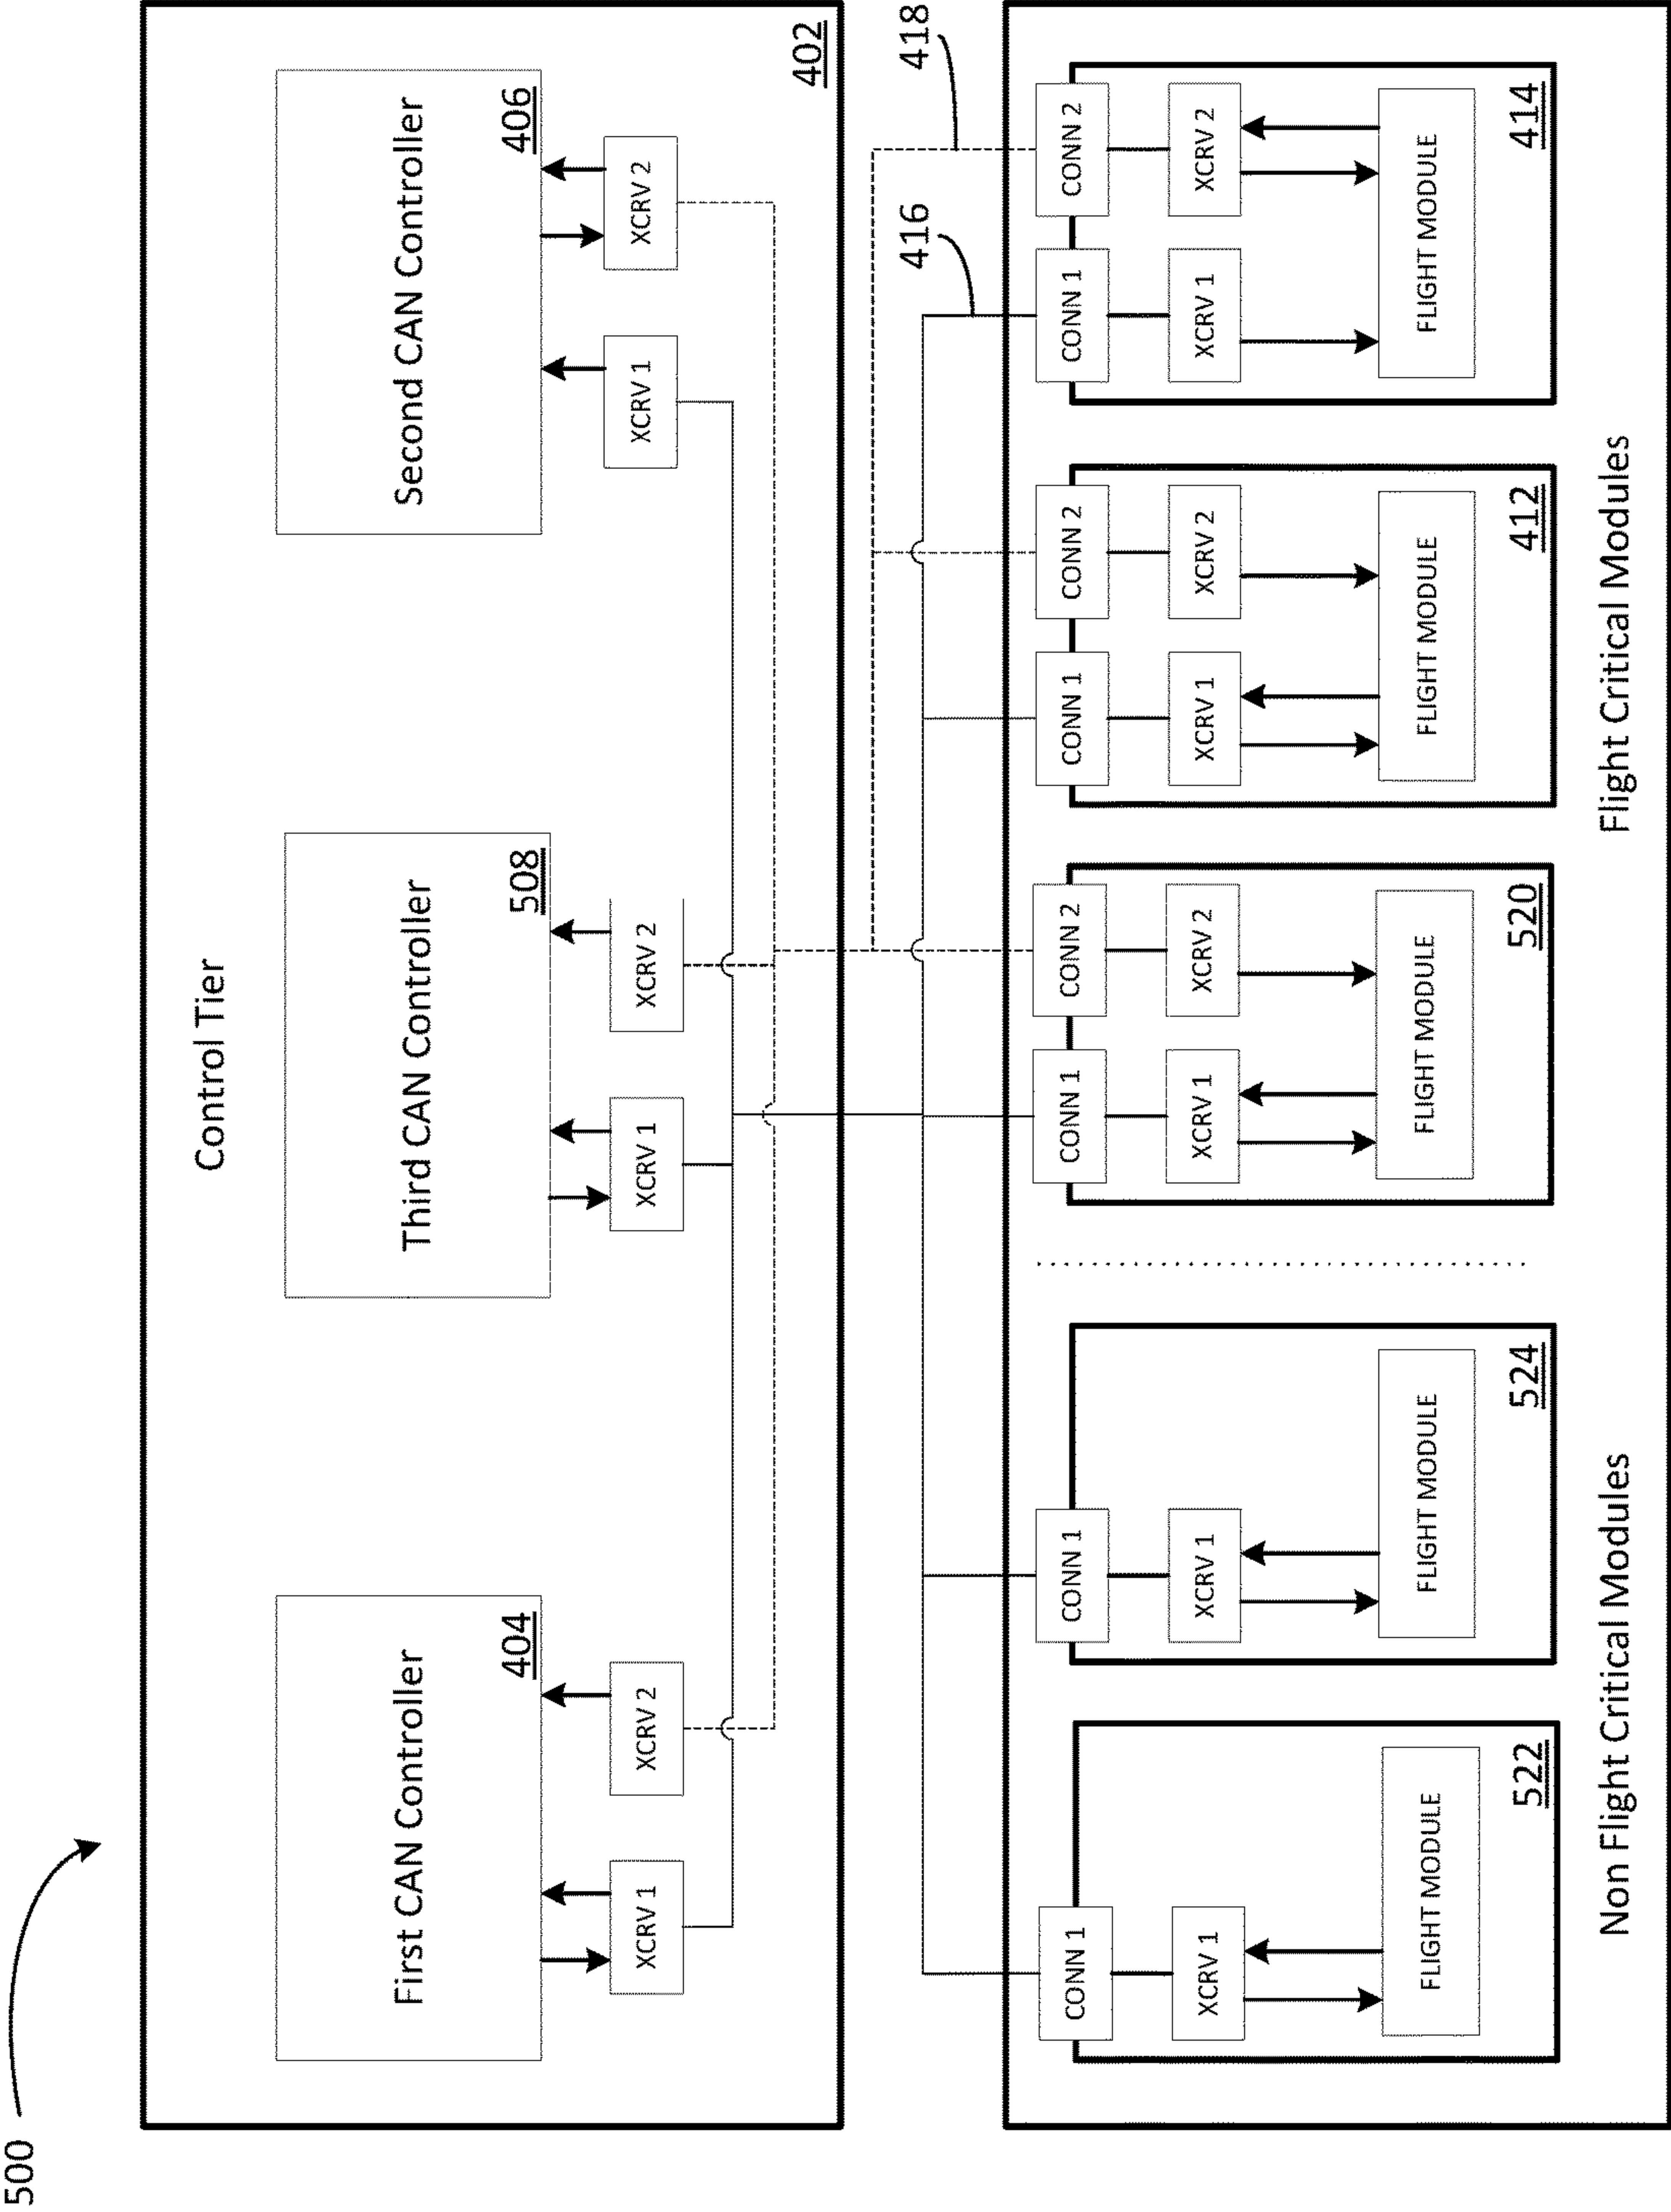 500
Control Tier
First CAN Controller
404
XCRV 1
XCRV 2
Third CAN Controller
508
XCRV 1
XCRV 2
Second CAN Controller
406
XCRV 1
XCRV 2
402
416
418
CONN 1
XCRV 1
FLIGHT MODULE
522
CONN 1
XCRV 1
FLIGHT MODULE
524
CONN 1
CONN 2
XCRV 1
XCRV 2
FLIGHT MODULE
520
CONN 1
CONN 2
XCRV 1
XCRV 2
FLIGHT MODULE
412
CONN 1
CONN 2
XCRV 1
XCRV 2
FLIGHT MODULE
414
Non Flight Critical Modules
Flight Critical Modules